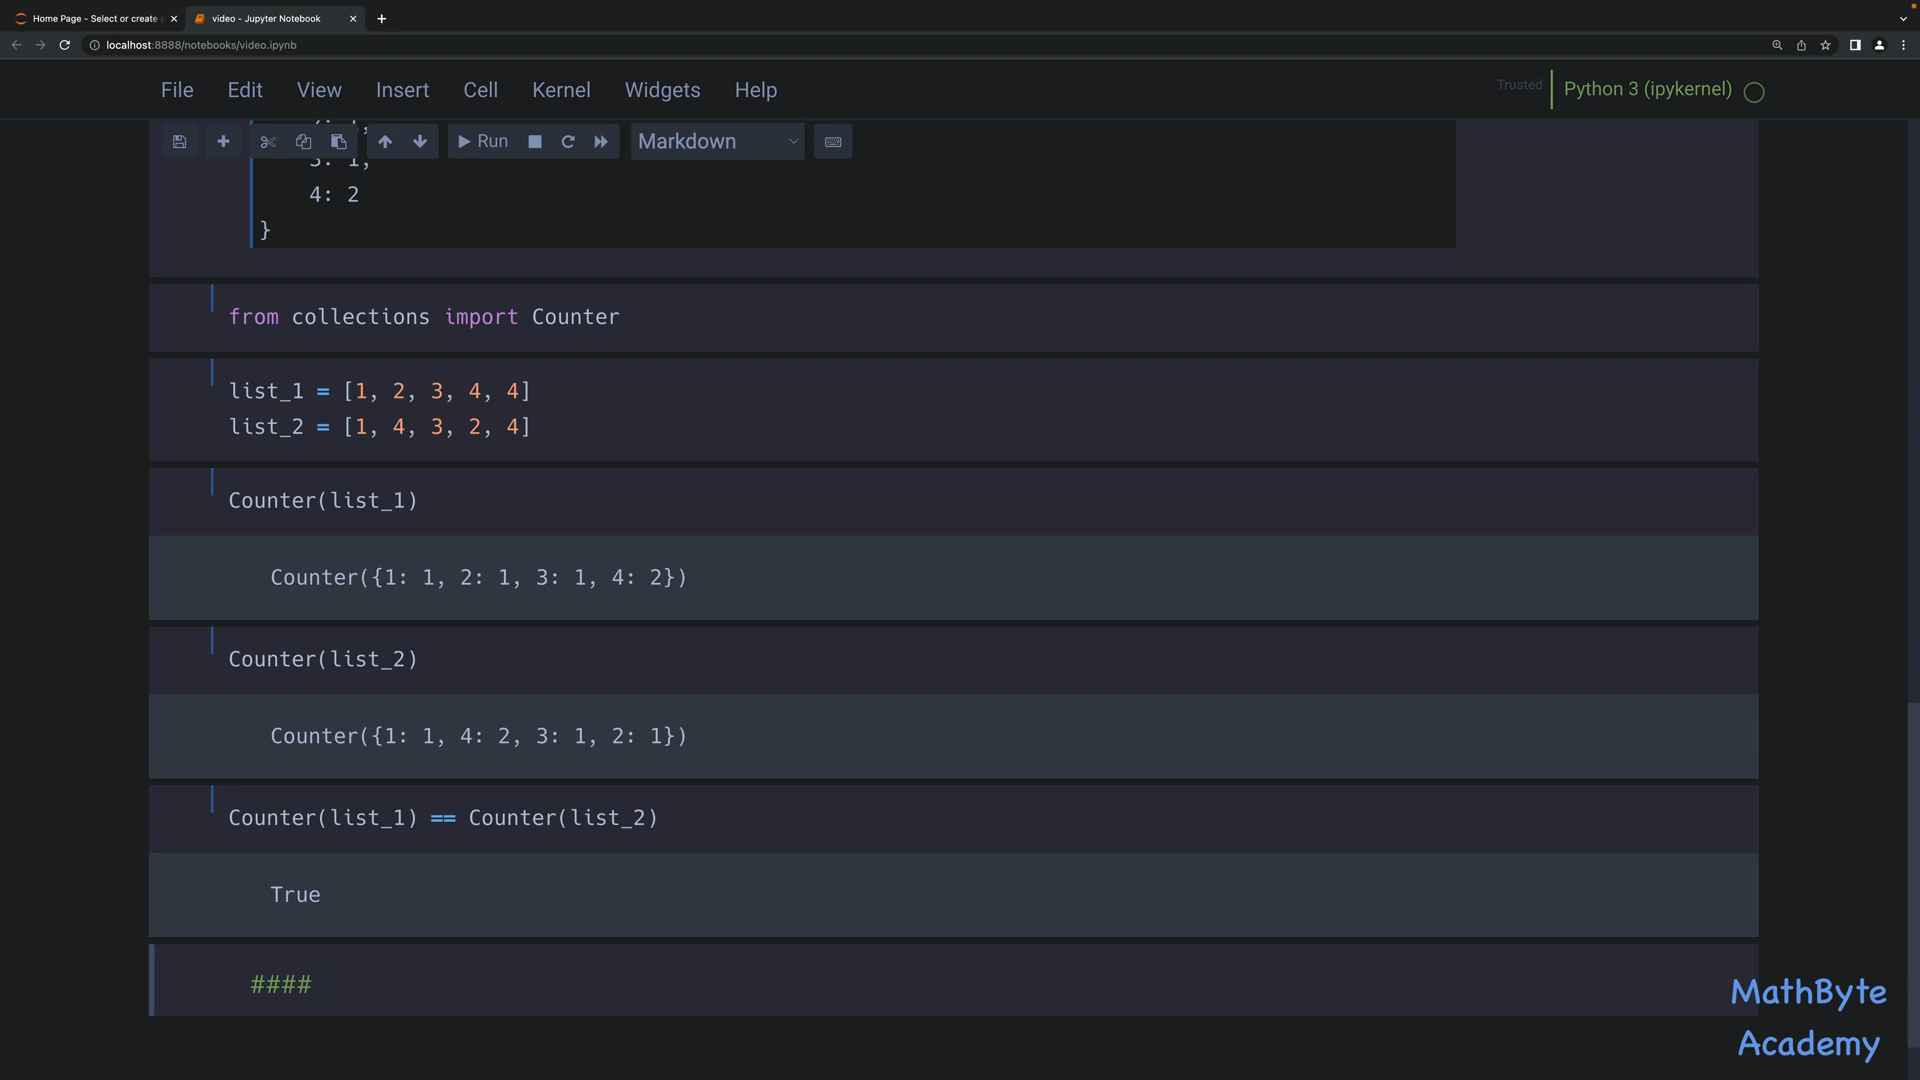 Home Page - Select or create
video - Jupyter Notebook
localhost:8888/notebooks/video.ipynb
File Edit View Insert Cell Kernel Widgets Help
Trusted
Python 3 (ipykernel)
Run
Markdown
3: 1,
4: 2
}
from collections import Counter
list_1 = [1, 2, 3, 4, 4]
list_2 = [1, 4, 3, 2, 4]
Counter(list_1)
Counter({1: 1, 2: 1, 3: 1, 4: 2})
Counter(list_2)
Counter({1: 1, 4: 2, 3: 1, 2: 1})
Counter(list_1) == Counter(list_2)
True
####
MathByte
Academy